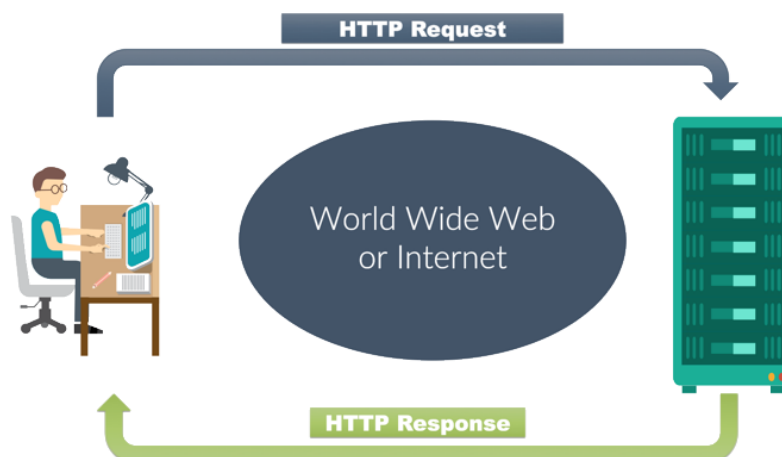 HTTP Request
World Wide Web
or Internet
HTTP Response